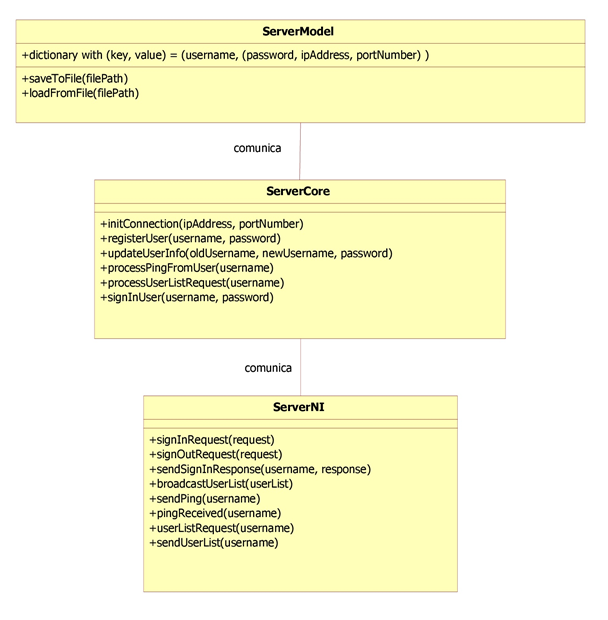 ServerModel
+dictionary with (key, value) = (username, (password, ipAddress, portNumber) )
+saveToFile(filePath)
+loadFromFile(filePath)
comunica
ServerCore
+initConnection(ipAddress, portNumber)
+registerUser(username, password)
+updateUserInfo(oldUsername, newUsername, password)
+processPingFromUser(username)
+processUserListRequest(username)
+signInUser(username, password)
comunica
ServerNI
+signInRequest(request)
+signOutRequest(request)
+sendSignInResponse(username, response)
+broadcastUserList(userList)
+sendPing(username)
+pingReceived(username)
+userListRequest(username)
+sendUserList(username)